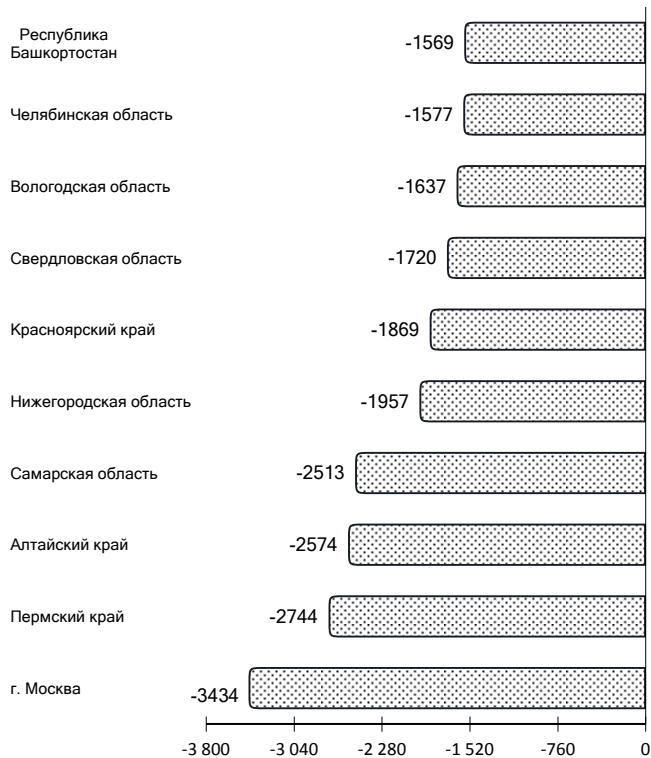 Республика
Башкортостан
-1569
Челябинская область
-1577
Вологодская область
-1637
Свердловская область
-1720
Красноярский край
-1869
Нижегородская область
-1957
Самарская область
-2513
Алтайский край
-2574
Пермский край
-2744
г. Москва
-3434
-3 800 -3 040 -2 280 -1 520 -760 0